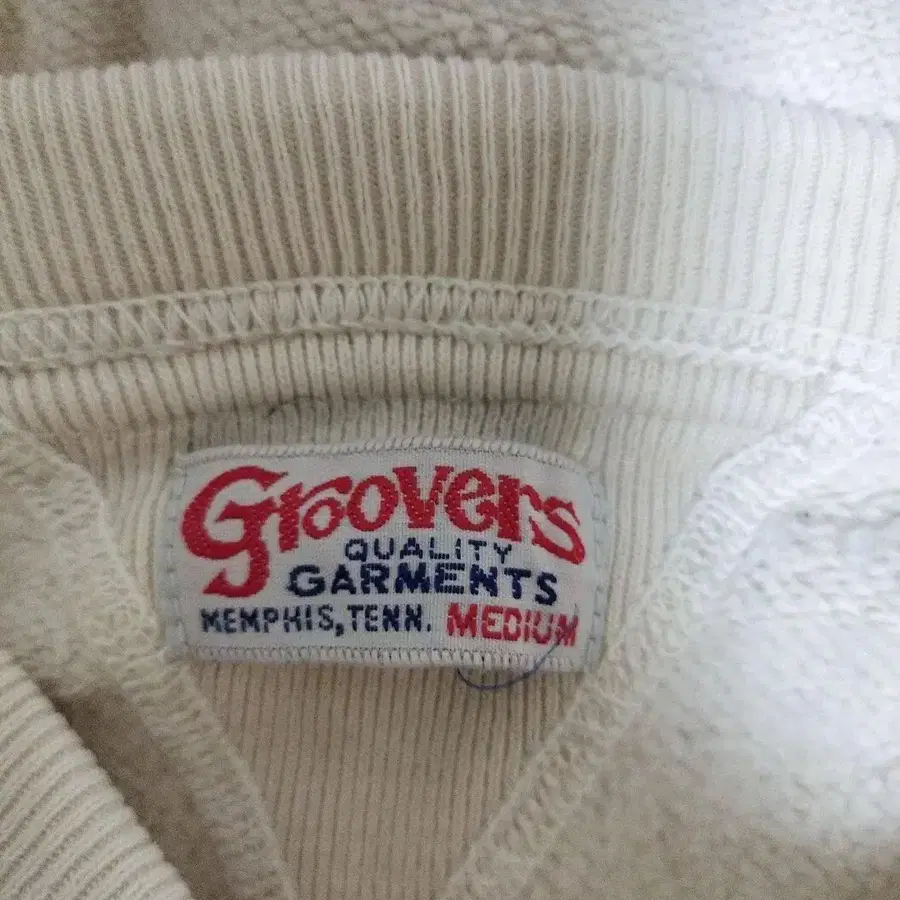 Groovers
QUALITY
GARMENTS
MEMPHIS, TENN. MEDIUM